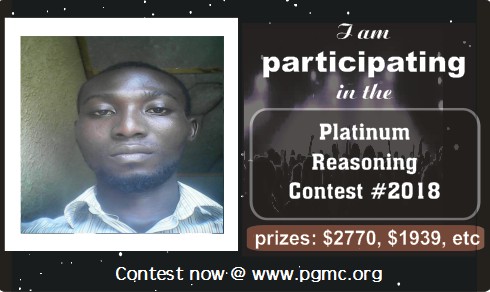 I am
participating
in the
Platinum
Reasoning
Contest #2018
prizes: $2770, $1939, etc
Contest now @ www.pgmc.org